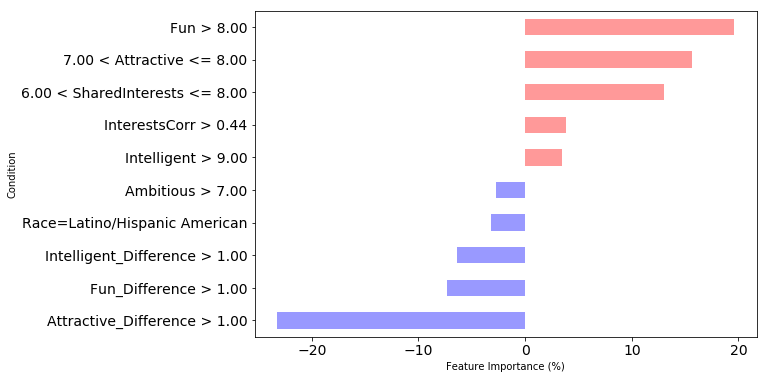 Fun > 8.00
7.00 < Attractive <= 8.00
6.00 < SharedInterests <= 8.00
InterestsCorr > 0.44
Intelligent > 9.00
Ambitious > 7.00
Race=Latino/Hispanic American
Intelligent_Difference > 1.00
Fun_Difference > 1.00
Attractive_Difference > 1.00
Condition
−20 −10 0 10 20
Feature Importance (%)